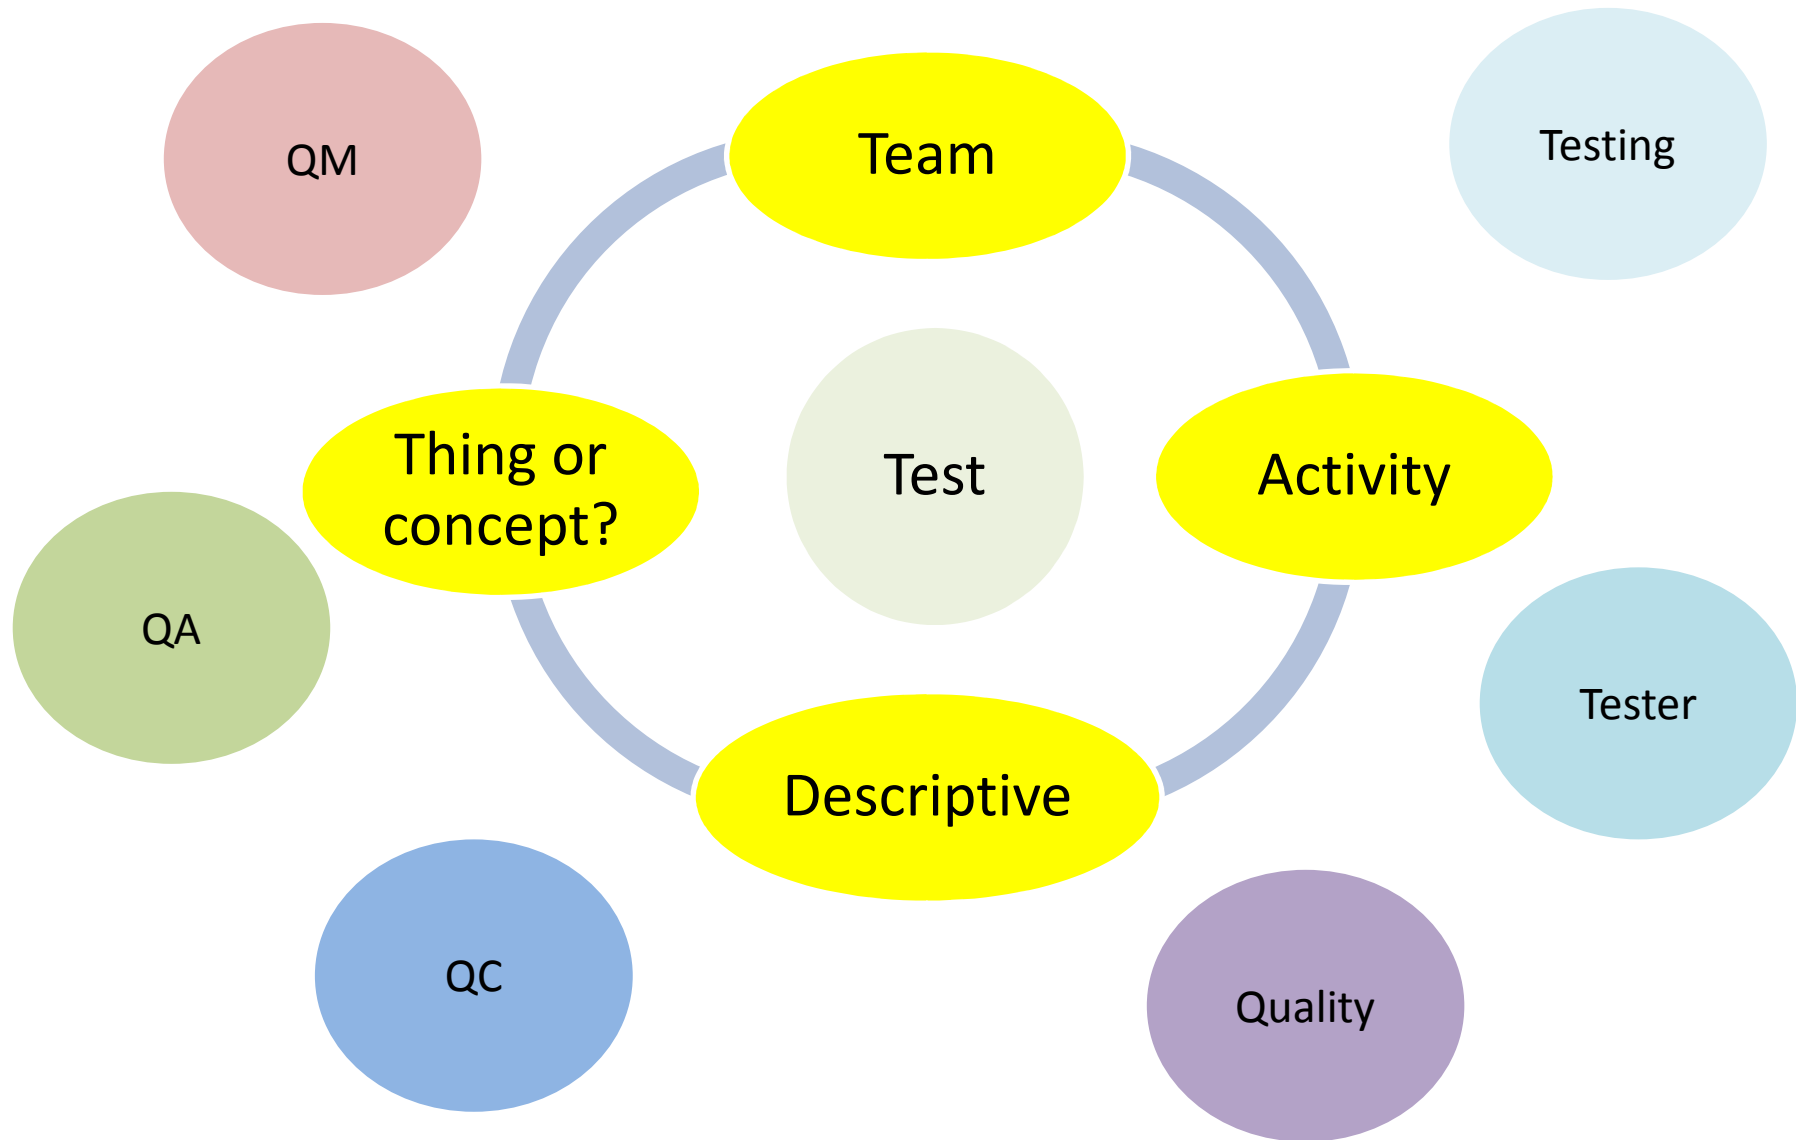 QM
Team
Testing
Thing or
concept?
Test
Activity
QA
Tester
Descriptive
QC
Quality